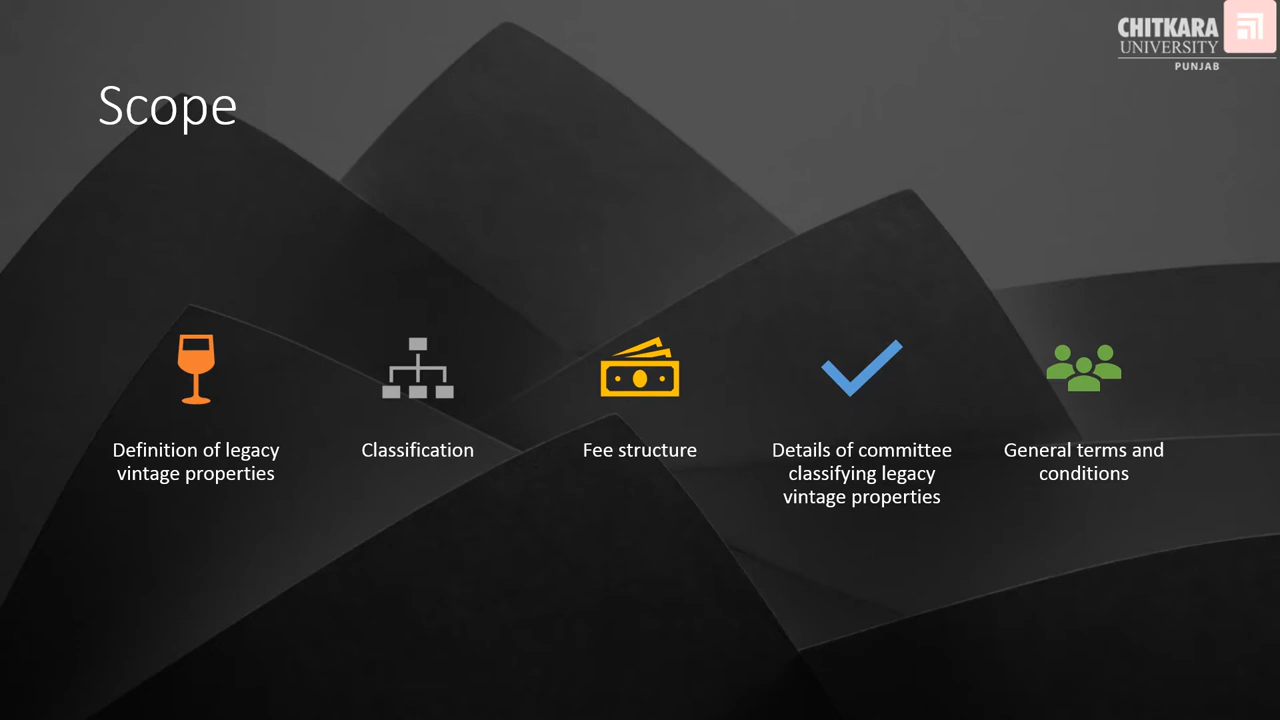 CHITKARA
UNIVERSITY
PUNJAB
Scope
Definition of legacy
vintage properties
Classification
Fee structure
Details of committee
classifying legacy
vintage properties
General terms and
conditions